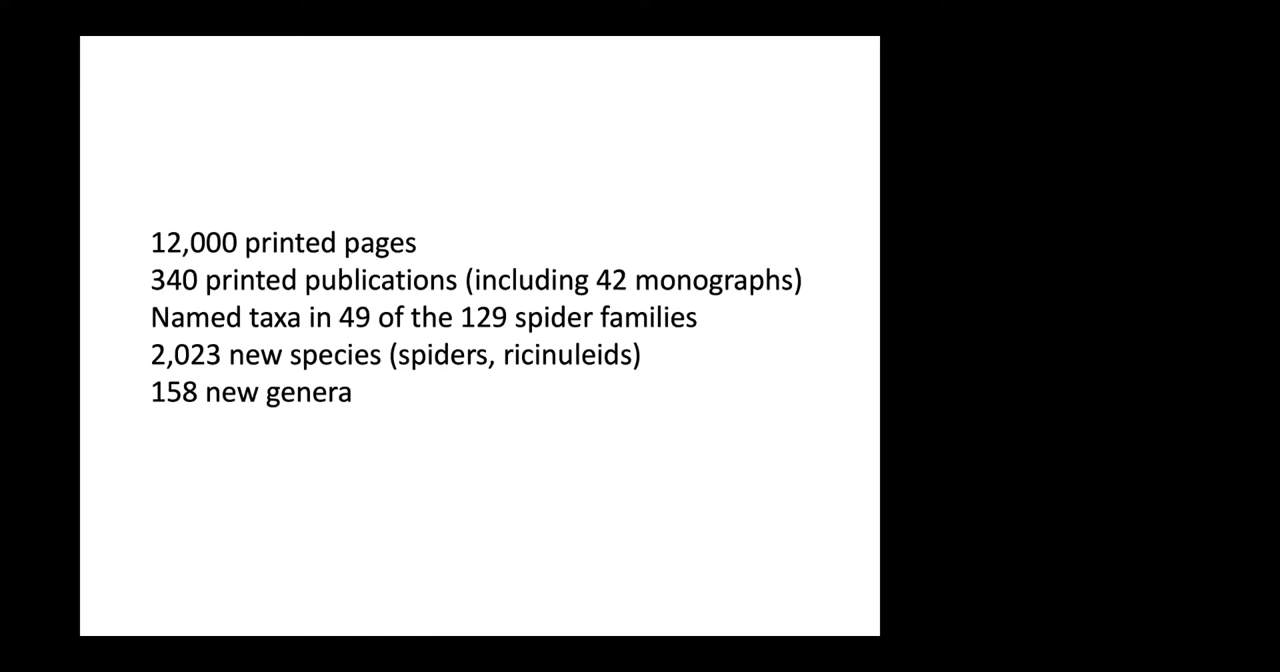 12,000 printed pages
340 printed publications (including 42 monographs)
Named taxa in 49 of the 129 spider families
2,023 new species (spiders, ricinuleids)
158 new genera